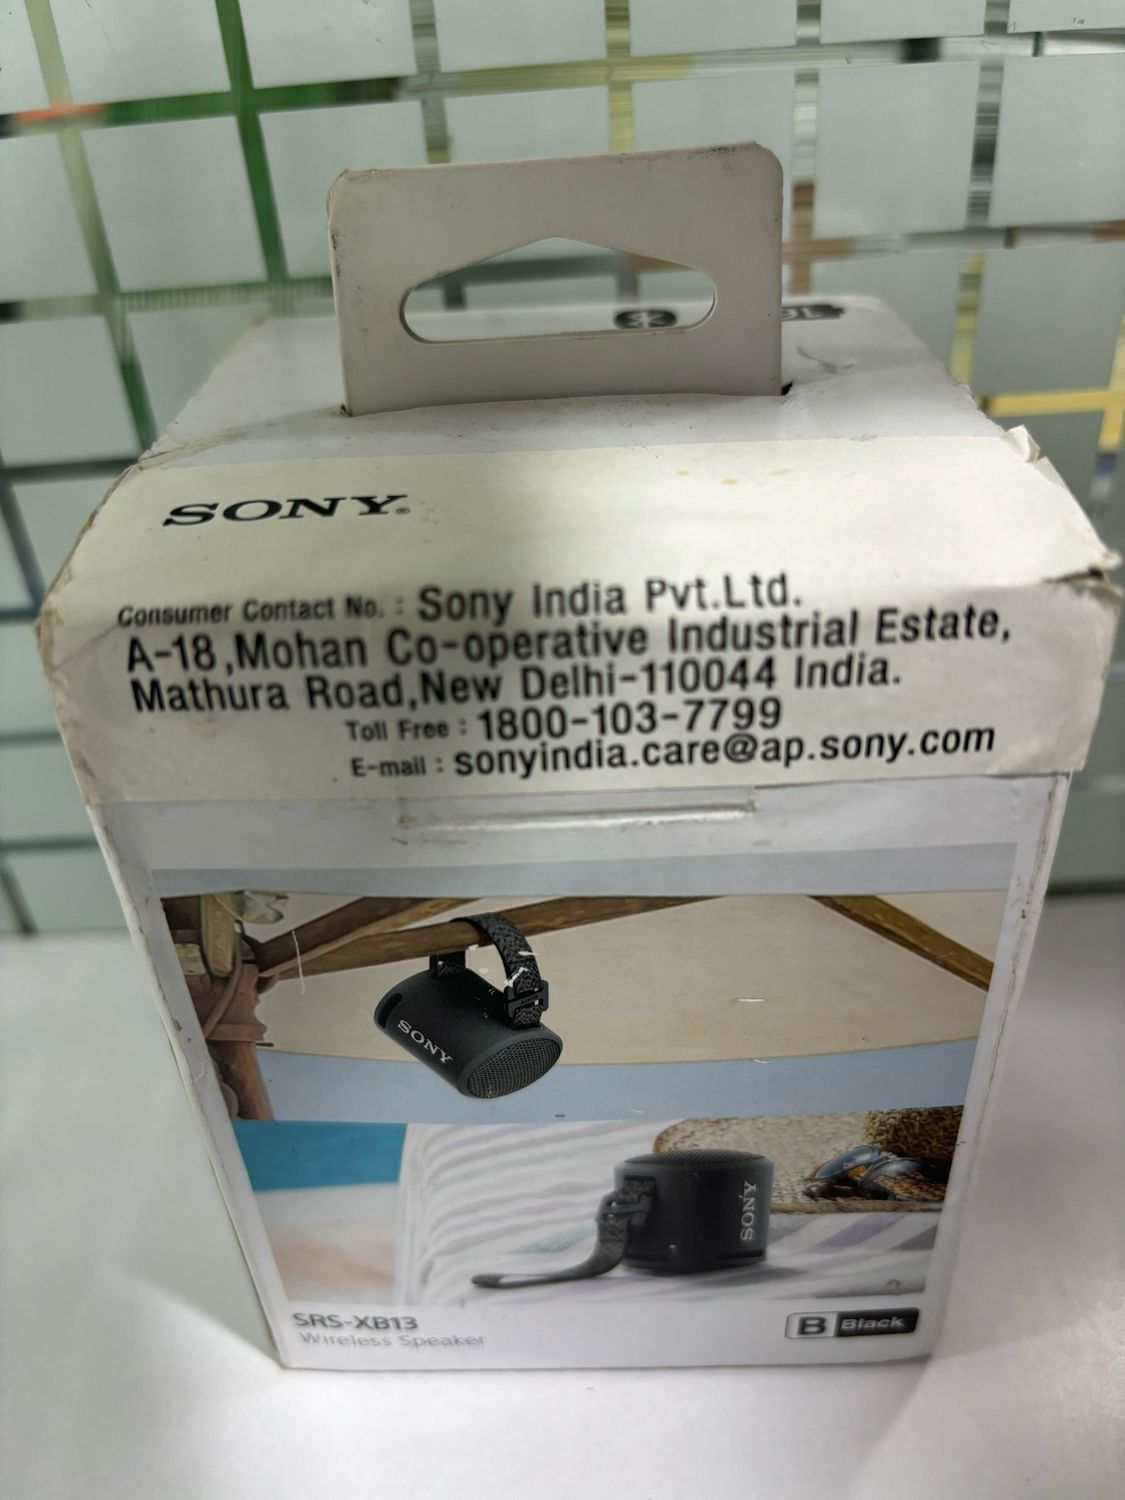 SONY
Consumer Contact No. : Sony India Pvt.Ltd.
A-18,Mohan Co-operative Industrial Estate,
Mathura Road,New Delhi-110044 India.
Toll Free : 1800-103-7799
E-mail : sonyindia.care@ap.sony.com
SONY
SONY
SRS-XB13
Wireless Speaker
B Black